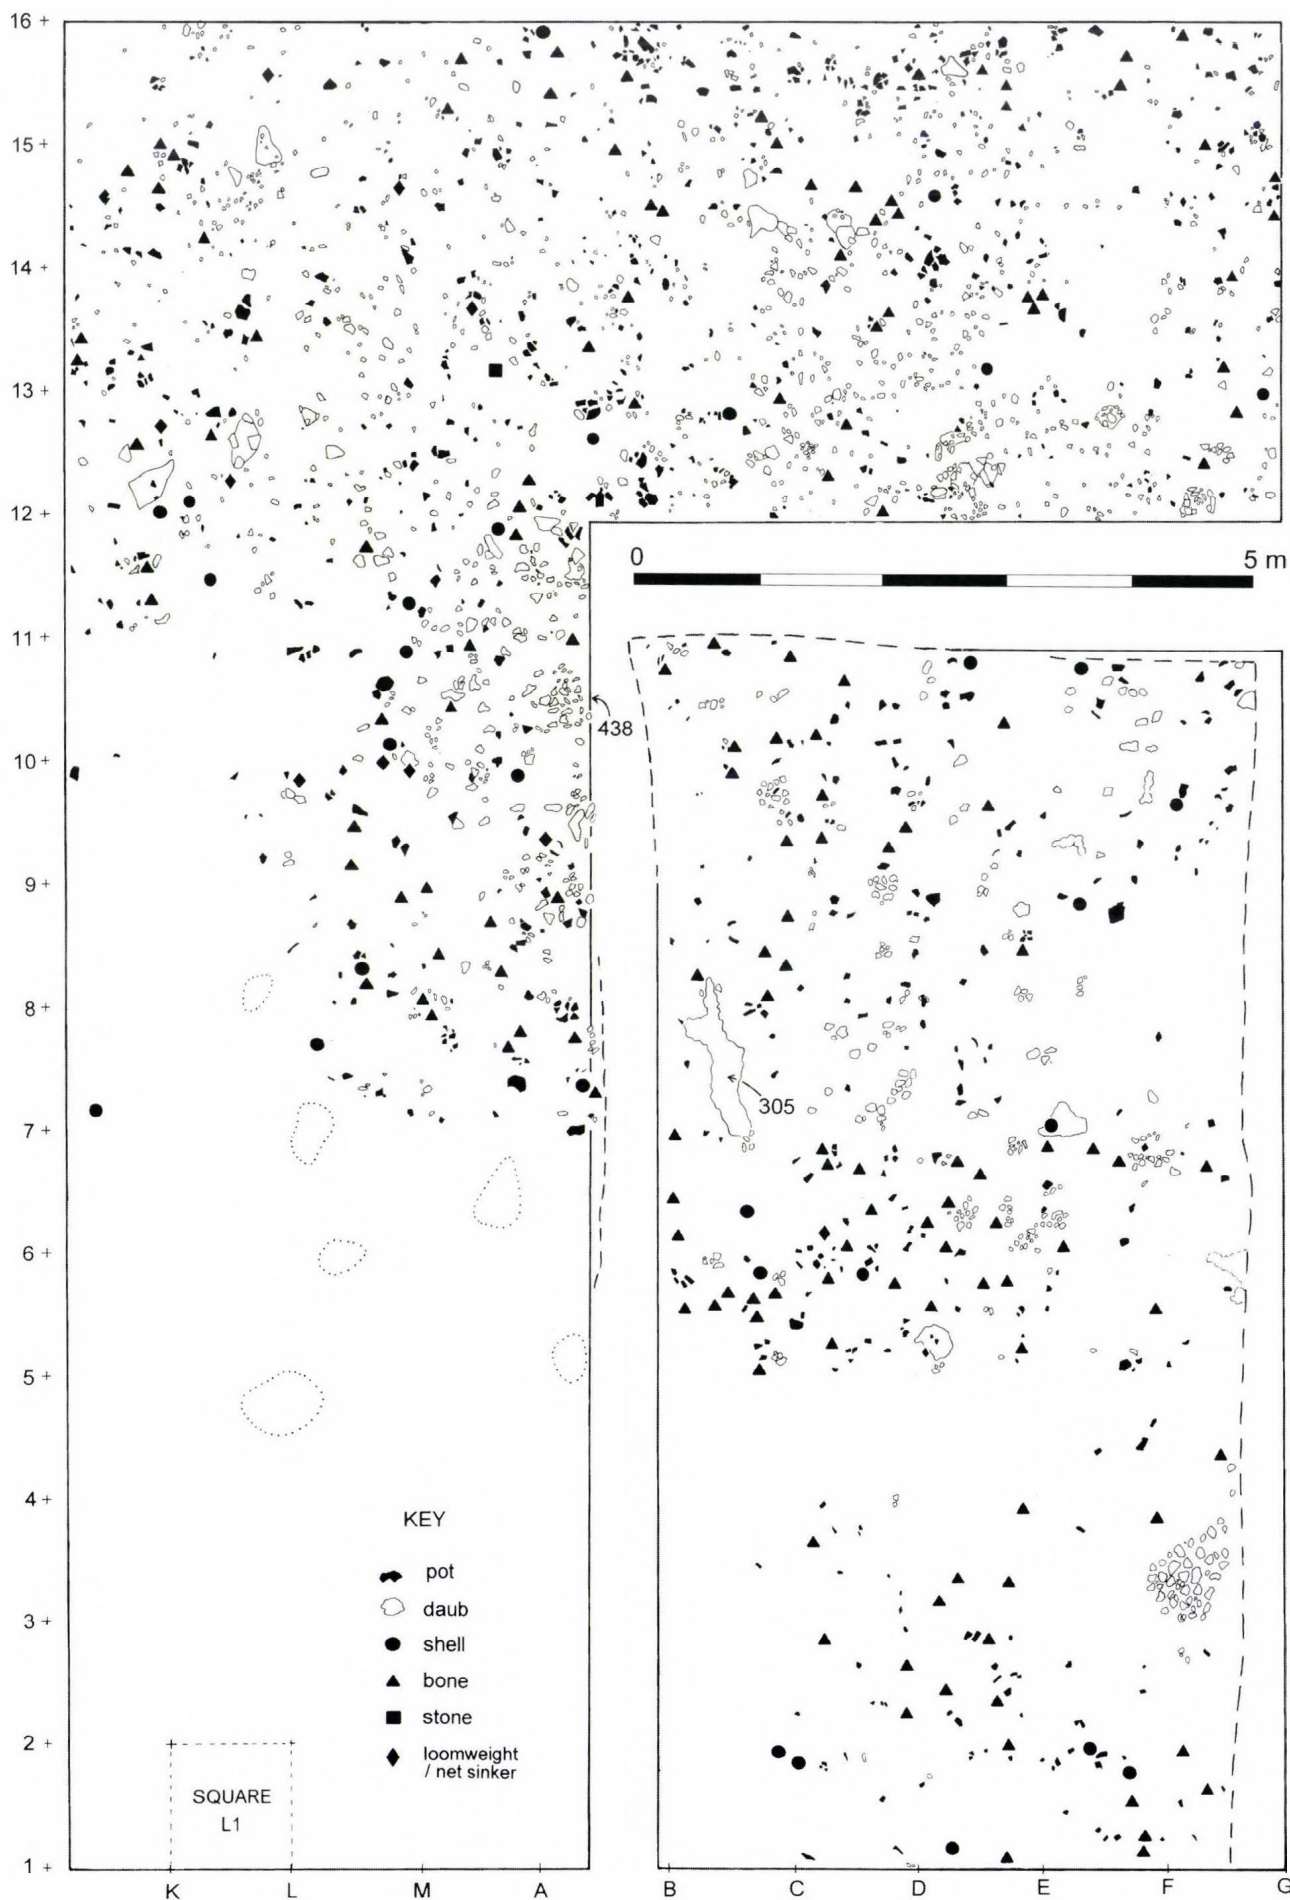 16 +
15 +
14 +
13 +
12 +
0 5 m
11 +
438
10 +
9 +
8 +
305
7 +
6 +
5 +
4 +
KEY
pot
daub
3 +
shell
bone
stone
2 +
loomweight
/ net sinker
SQUARE
L1
1 +
K L M A B C D E F G